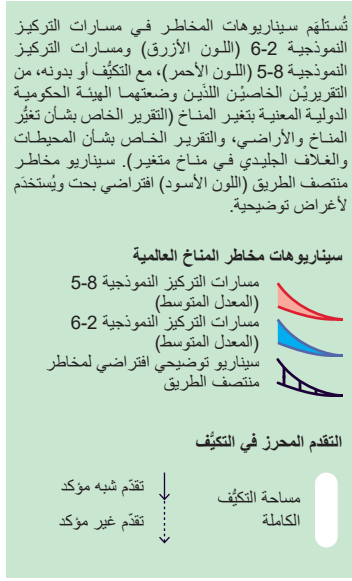 تُستلهَم سيناريوهات المخاطر في مسارات التركيز
النموذجية 2-6 (اللون الأزرق) ومسارات التركيز
النموذجية 5-8 (اللون الأحمر)، مع التكيُّف أو بدونه، من
التقريريْن الخاصيْن اللذَين وضعتهما الهيئة الحكومية
الدولية المعنية بتغير المناخ (التقرير الخاص بشأن تغيُّر
المناخ والأراضي، والتقرير الخاص بشأن المحيطات
والغلاف الجليدي في مناخ متغير). سيناريو مخاطر
منتصف الطريق (اللون الأسود) افتراضي بحت ويُستخدَم
لأغراض توضيحية.
سيناريوهات مخاطر المناخ العالمية
مسارات التركيز النموذجية 5-8
(المعدل المتوسط)
مسارات التركيز النموذجية 2-6
(المعدل المتوسط)
سيناريو توضيحي افتراضي لمخاطر
منتصف الطريق
التقدم المحرز في التكيُّف
مساحة التكيُّف
الكاملة
تقدّم شبه مؤكد
تقدّم غير مؤكد